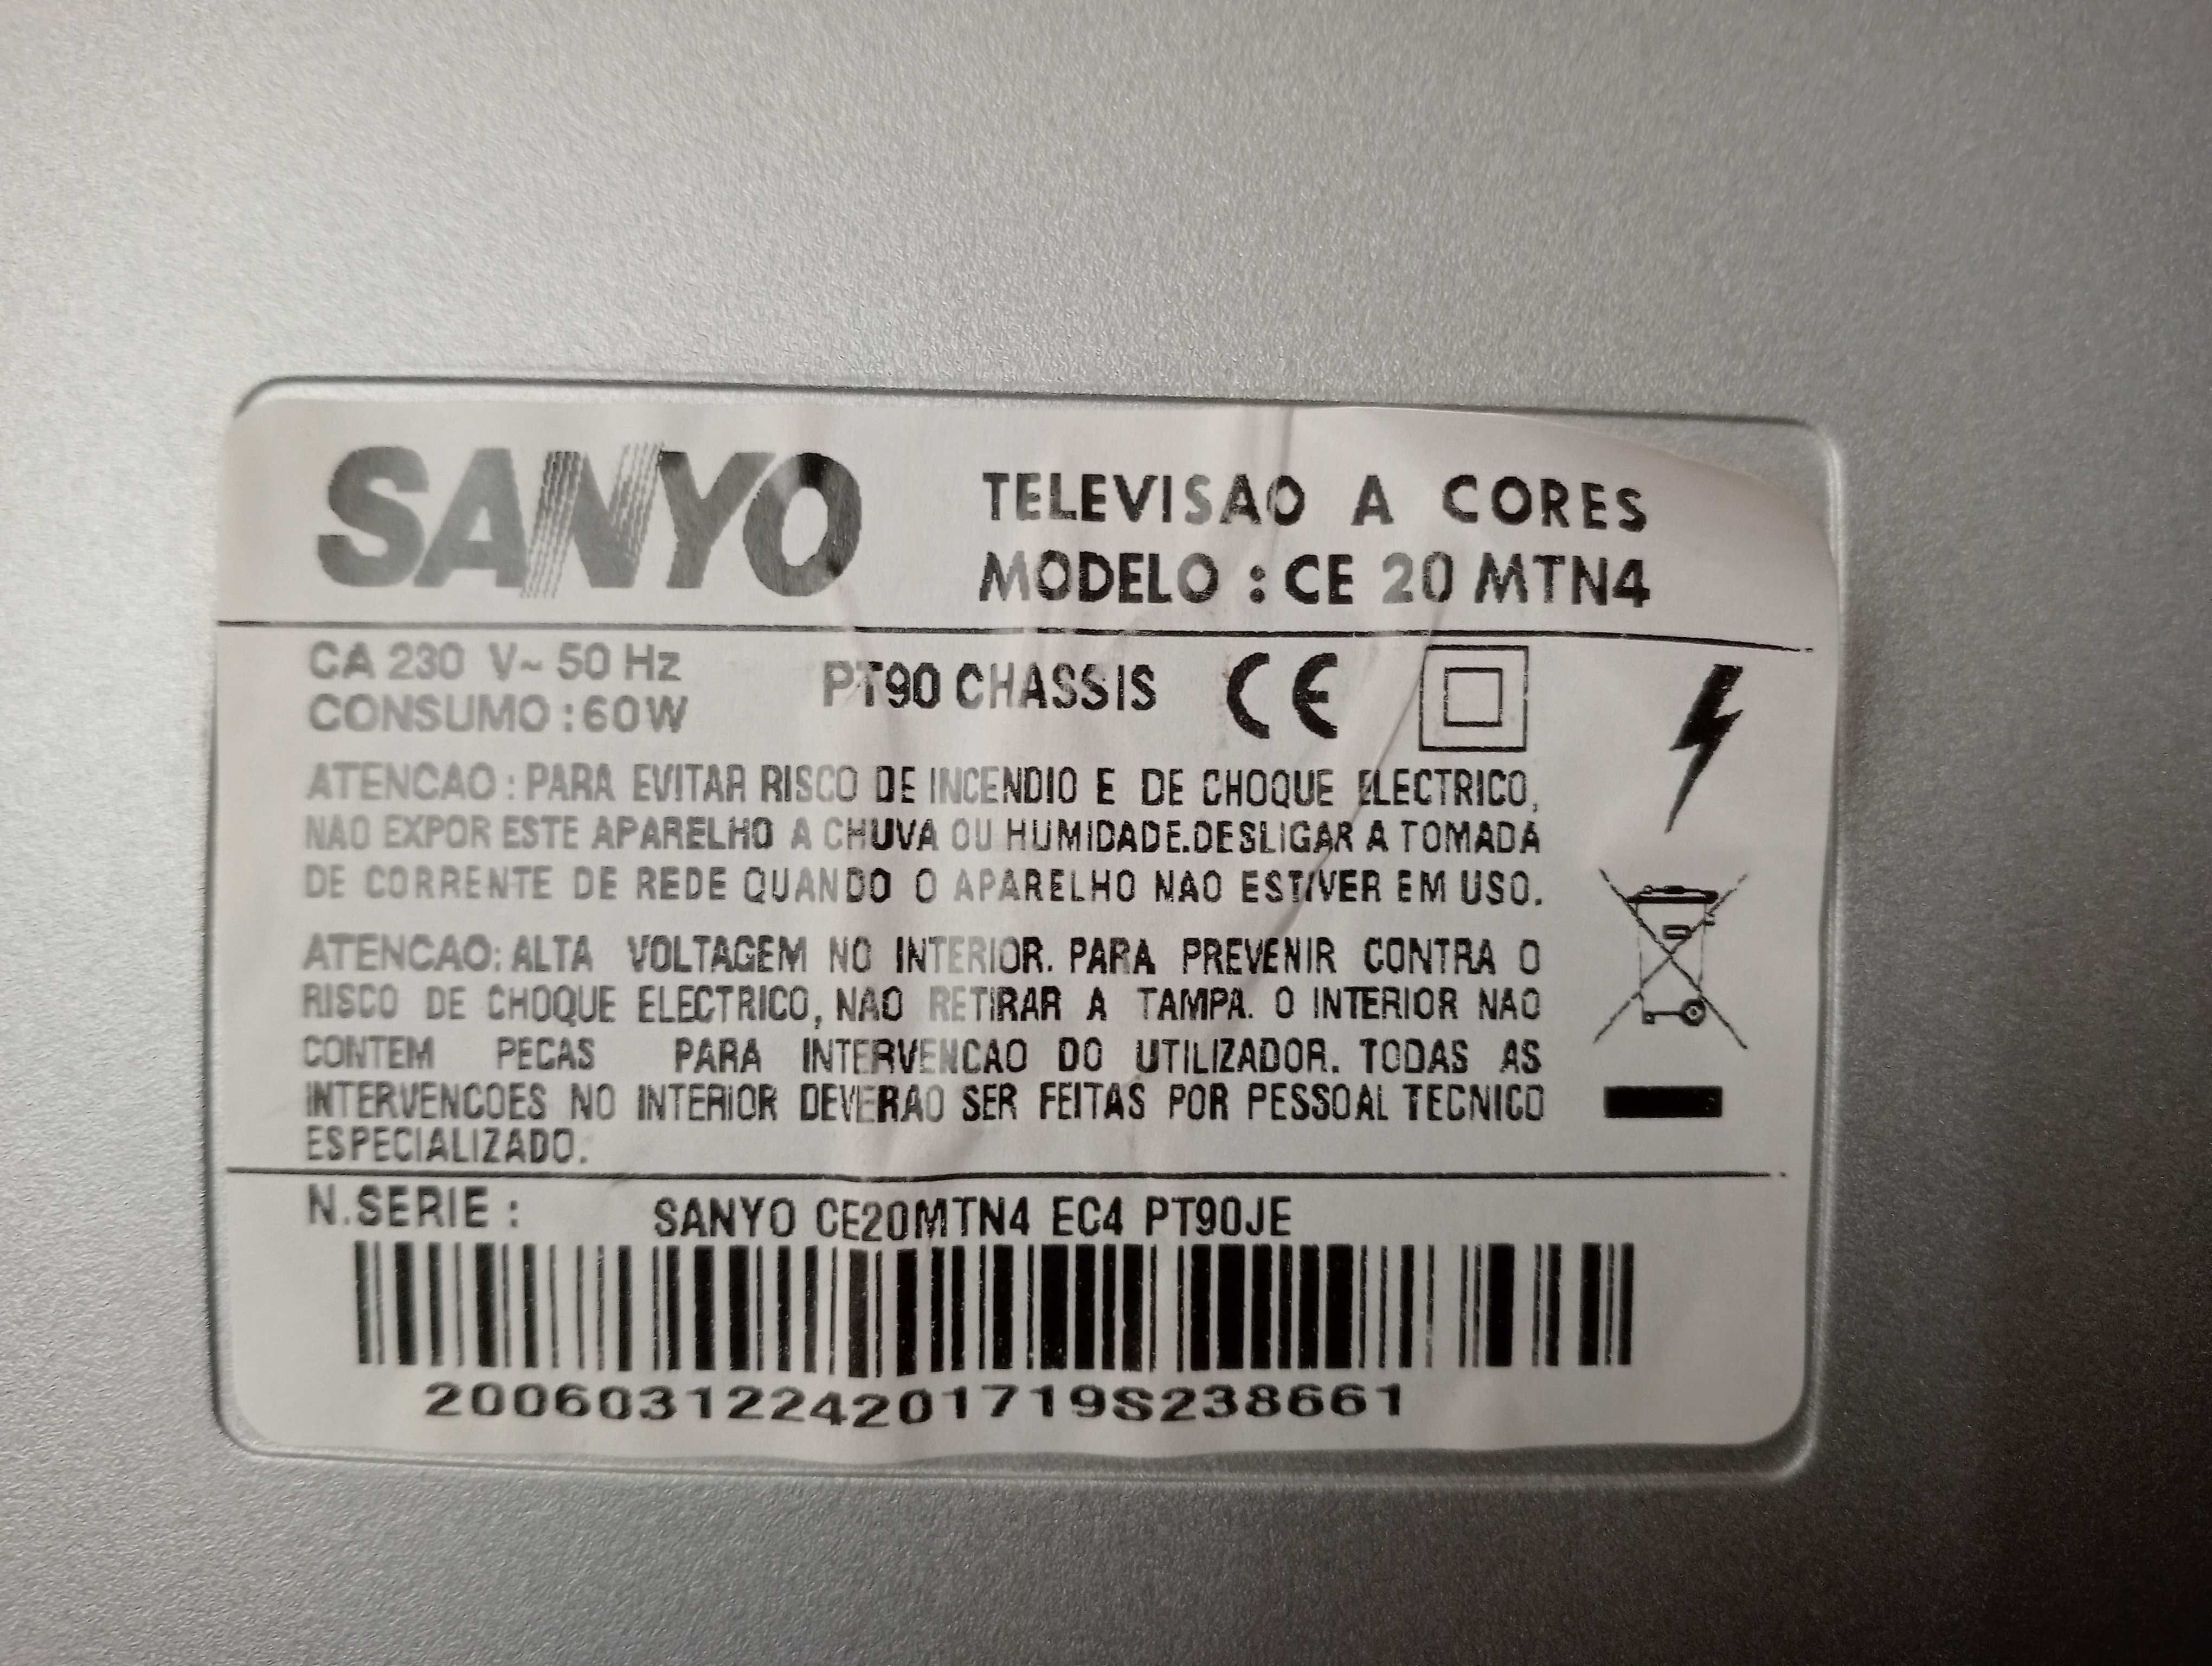 SANYO
TELEVISAO A CORES
MODELO : CE 20 MTN4
CA 230 V~ 50 Hz
CONSUMO : 60W
PT90 CHASSIS
CE
ATENCAO : PARA EVITAR RISCO DE INCENDIO E DE CHOQUE ELECTRICO,
NAO EXPOR ESTE APARELHO A CHUVA OU HUMIDADE.DESLIGAR A TOMADA
DE CORRENTE DE REDE QUANDO O APARELHO NAO ESTIVER EM USO.
ATENCAO: ALTA VOLTAGEM NO INTERIOR. PARA PREVENIR CONTRA O
RISCO DE CHOQUE ELECTRICO, NAO RETIRAR A TAMPA. O INTERIOR NAO
CONTEM PECAS PARA INTERVENCAO DO UTILIZADOR. TODAS AS
INTERVENCOES NO INTERIOR DEVERAO SER FEITAS POR PESSOAL TECNICO
ESPECIALIZADO.
N.SERIE : SANYO CE20MTN4 EC4 PT90JE
2006031224201719S238661